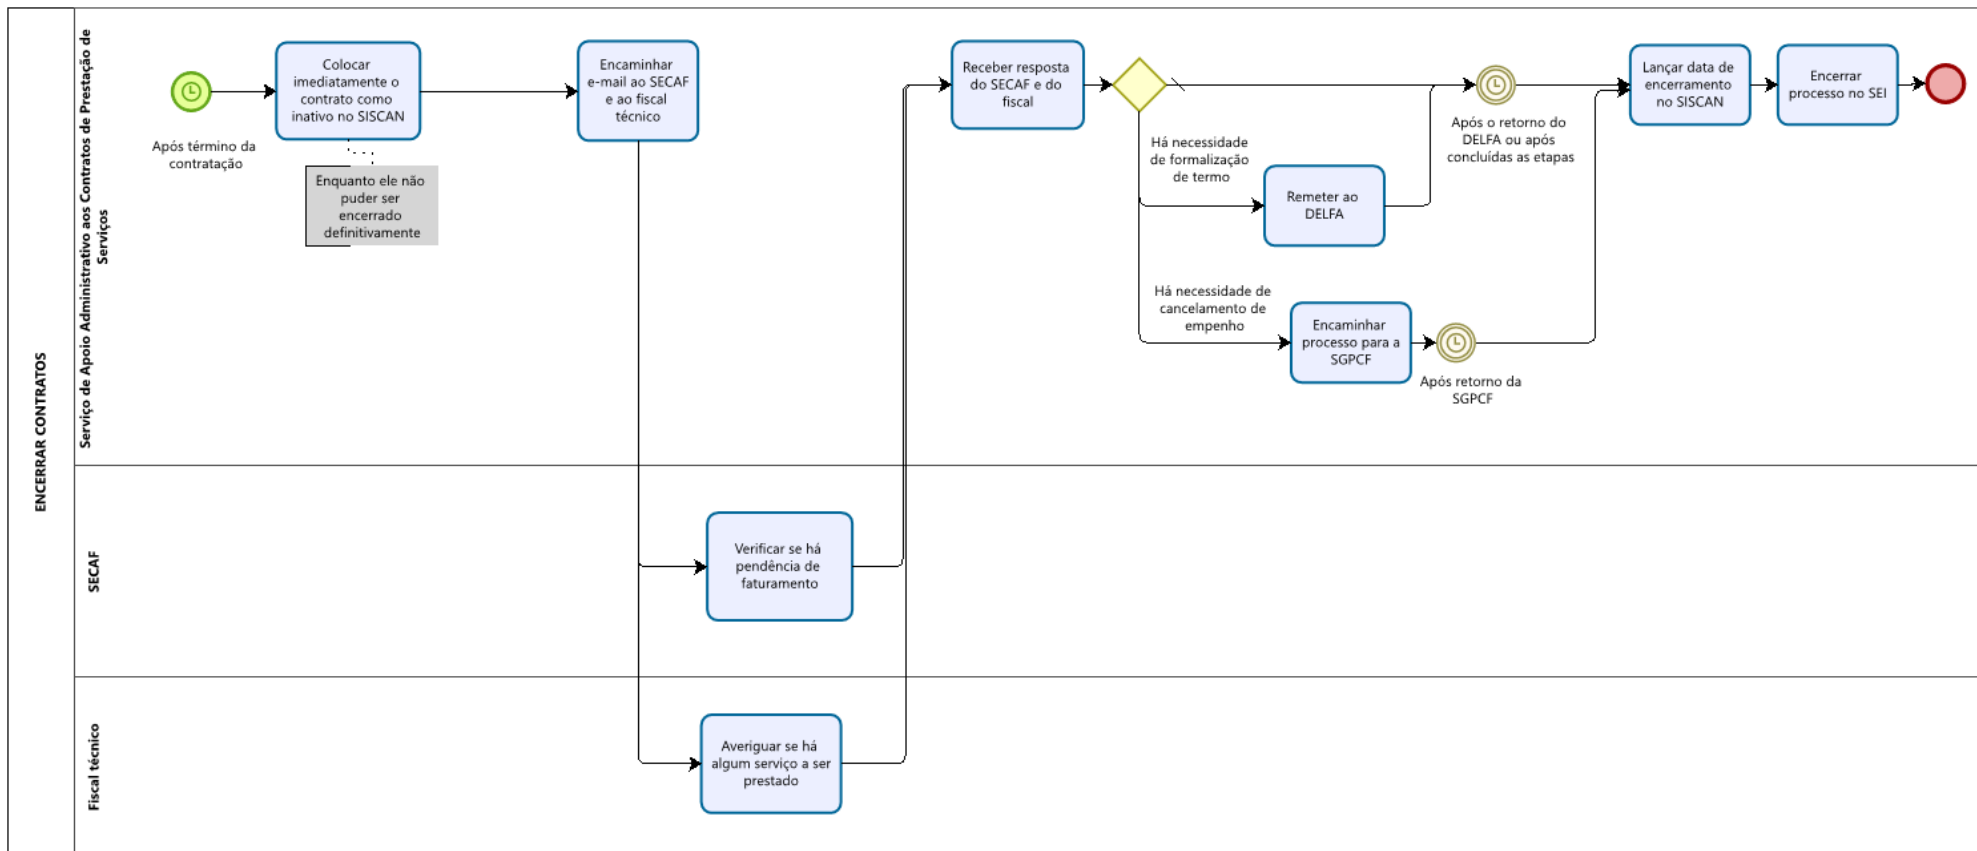 ENCERRAR CONTRATOS
Serviço de Apoio Administrativo aos Contratos de Prestação de
Serviços
Após término da
contratação
Colocar
imediatamente o
contrato como
inativo no SISCAN
Enquanto ele não
puder ser
encerrado
definitivamente
Encaminhar
e-mail ao SECAF
e ao fiscal
técnico
Receber resposta
do SECAF e do
fiscal
Há necessidade
de formalização
de termo
Remeter ao
DELFA
Há necessidade de
cancelamento de
empenho
Encaminhar
processo para a
SGPCF
Após retorno da
SGPCF
Após o retorno do
DELFA ou após
concluídas as etapas
Lançar data de
encerramento
no SISCAN
Encerrar
processo no SEI
SECAF
Verificar se há
pendência de
faturamento
Fiscal técnico
Averiguar se há
algum serviço a ser
prestado